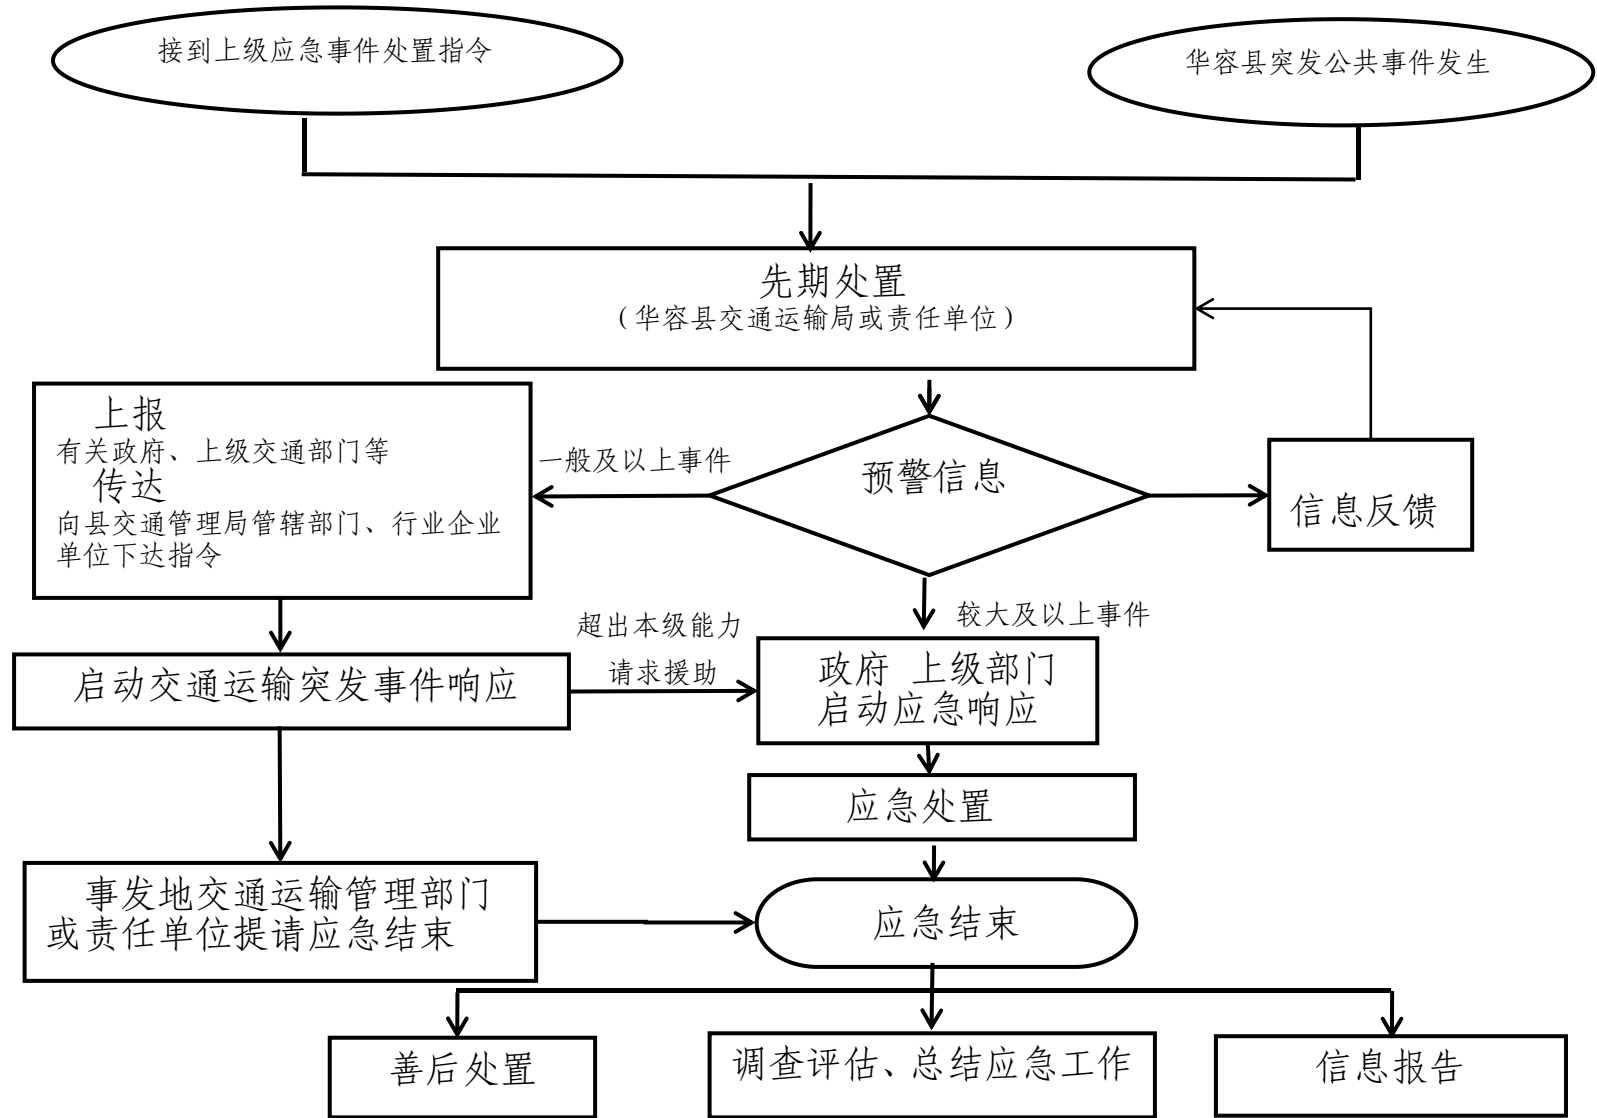 接到上级应急事件处置指令
华容县突发公共事件发生
先期处置
(华容县交通运输局或责任单位)
上报
有关政府、上级交通部门等
传达
向县交通管理局管辖部门、行业企业
单位下达指令
一般及以上事件
预警信息
信息反馈
超出本级能力
请求援助
较大及以上事件
启动交通运输突发事件响应
政府 上级部门
启动应急响应
应急处置
事发地交通运输管理部门
或责任单位提请应急结束
应急结束
善后处置
调查评估、总结应急工作
信息报告